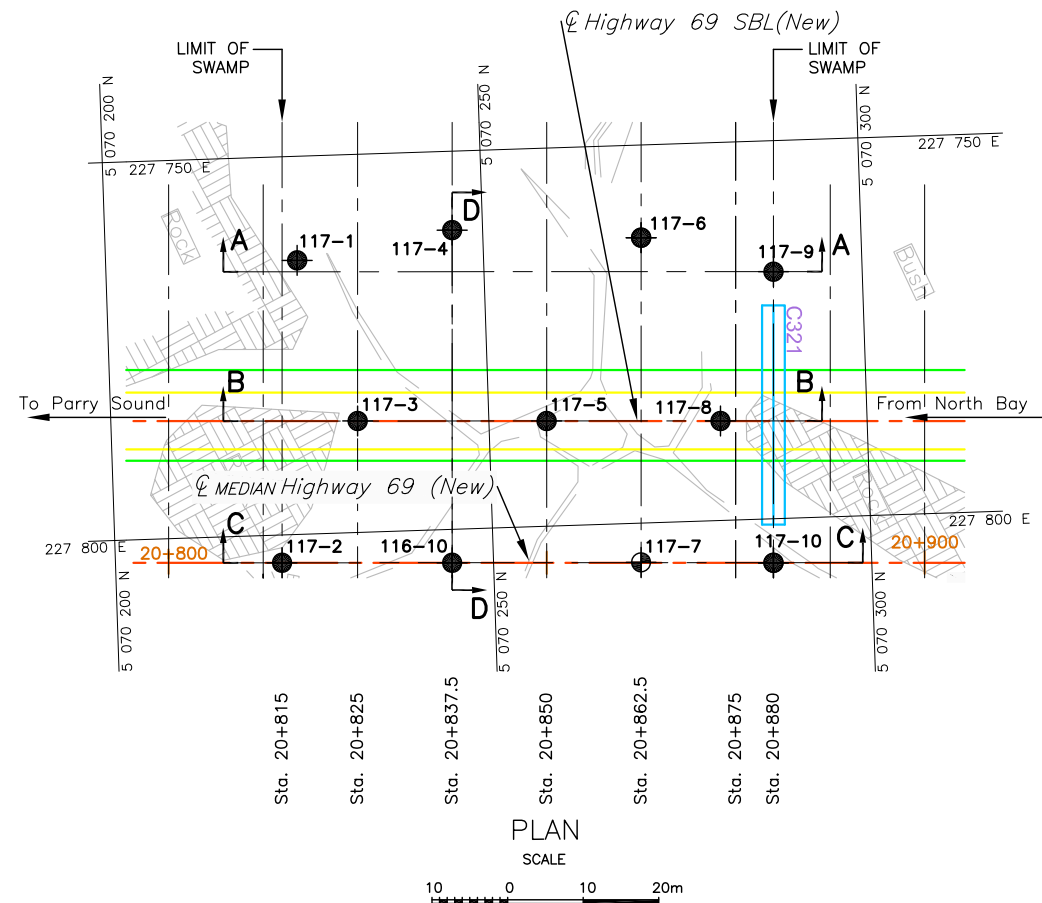 ℄ Highway 69 SBL(New)
LIMIT OF
SWAMP
LIMIT OF
SWAMP
5 070 200 N
5 070 250 N
5 070 300 N
227 750 E
227 750 E
Rock
Bush
D
117-1
117-4
117-6
117-9
A
A
C321
B
B
To Parry Sound
From North Bay
117-3
117-5
117-8
℄ MEDIAN Highway 69 (New)
Rock
C
C
227 800 E
227 800 E
20+800
20+900
117-2
116-10
117-7
117-10
D
5 070 200 N
5 070 250 N
5 070 300 N
Sta. 20+815
Sta. 20+825
Sta. 20+837.5
Sta. 20+850
Sta. 20+862.5
Sta. 20+875
Sta. 20+880
PLAN
SCALE
10 0 10 20m